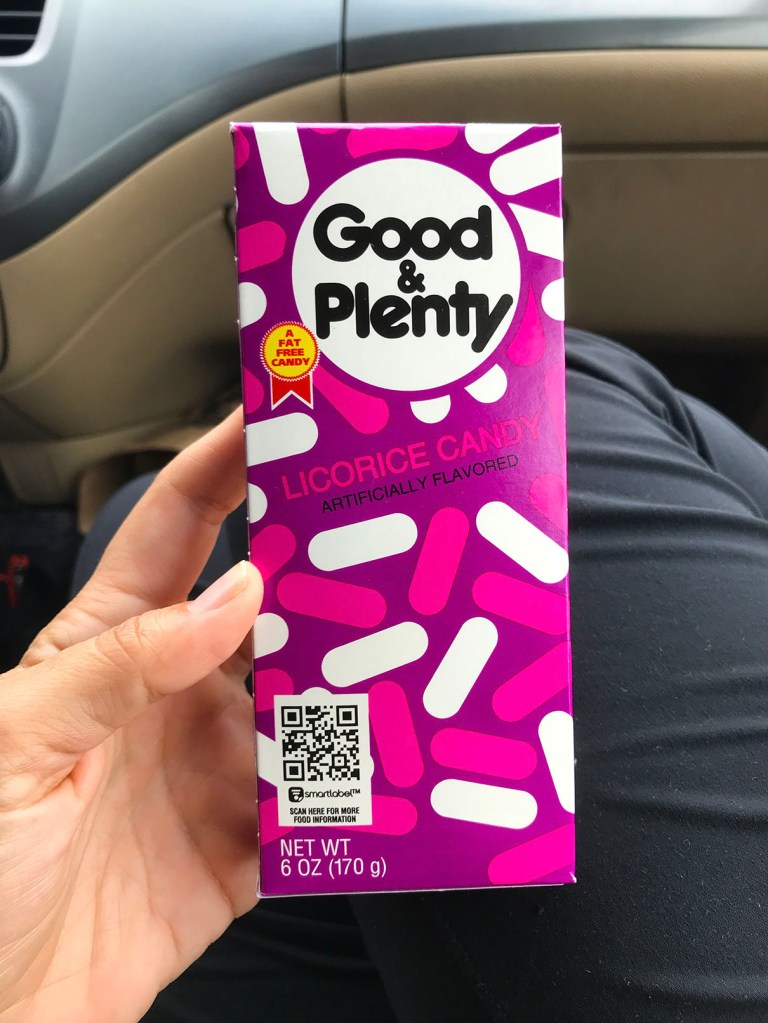 Good
&
Plenty
A
FAT
FREE
CANDY
LICORICE CANDY
ARTIFICIALLY FLAVORED
smartlabel™
SCAN HERE FOR MORE
FOOD INFORMATION
NET WT
6 OZ (170 g)